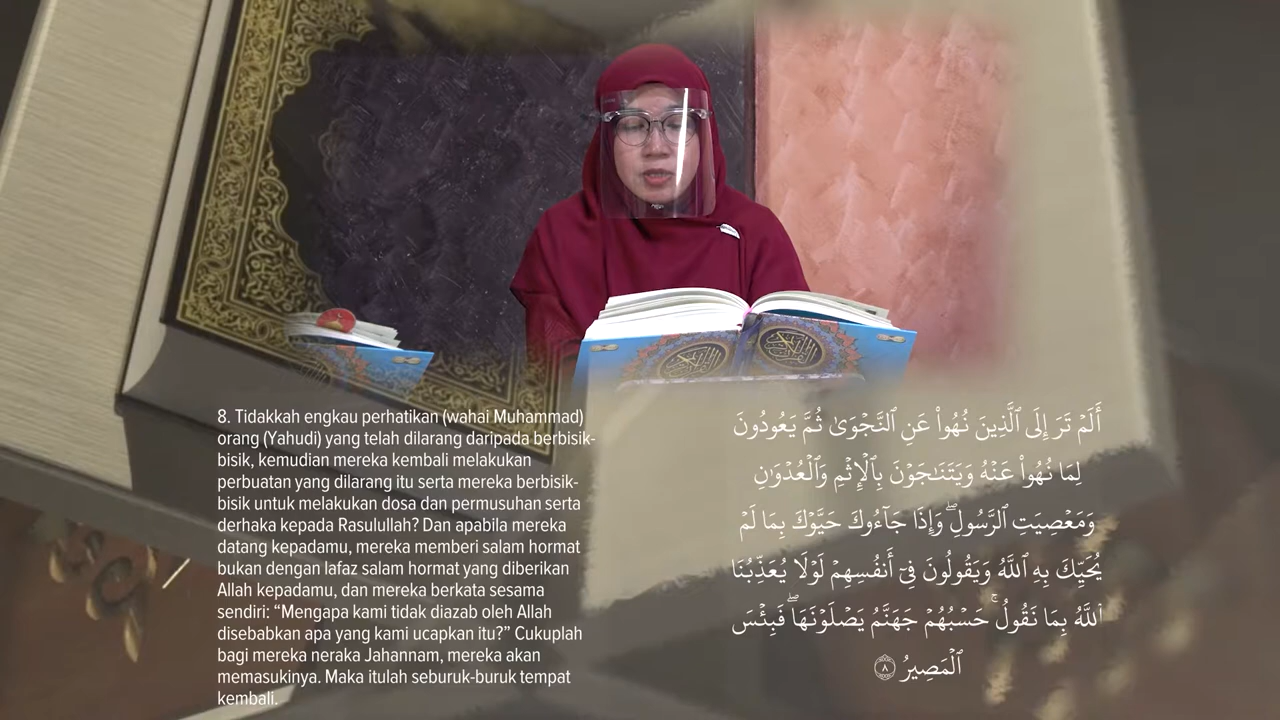 8. Tidakkah engkau perhatikan (wahai Muhammad)
orang (Yahudi) yang telah dilarang daripada berbisik-
bisik, kemudian mereka kembali melakukan
perbuatan yang dilarang itu serta mereka berbisik-
bisik untuk melakukan dosa dan permusuhan serta
derhaka kepada Rasulullah? Dan apabila mereka
datang kepadamu, mereka memberi salam hormat
bukan dengan lafaz salam hormat yang diberikan
Allah kepadamu, dan mereka berkata sesama
sendiri: “Mengapa kami tidak diazab oleh Allah
disebabkan apa yang kami ucapkan itu?” Cukuplah
bagi mereka neraka Jahannam, mereka akan
memasukinya. Maka itulah seburuk-buruk tempat
kembali.
أَلَمۡ تَرَ إِلَى ٱلَّذِينَ نُهُواْ عَنِ ٱلنَّجۡوَىٰ ثُمَّ يَعُودُونَ
لِمَا نُهُواْ عَنۡهُ وَيَتَنَٰجَوۡنَ بِٱلۡإِثۡمِ وَٱلۡعُدۡوَٰنِ
وَمَعۡصِيَتِ ٱلرَّسُولِۖ وَإِذَا جَآءُوكَ حَيَّوۡكَ بِمَا لَمۡ
يُحَيِّكَ بِهِ ٱللَّهُ وَيَقُولُونَ فِيٓ أَنفُسِهِمۡ لَوۡلَا يُعَذِّبُنَا
ٱللَّهُ بِمَا نَقُولُۚ حَسۡبُهُمۡ جَهَنَّمُ يَصۡلَوۡنَهَاۖ فَبِئۡسَ
ٱلۡمَصِيرُ ٨